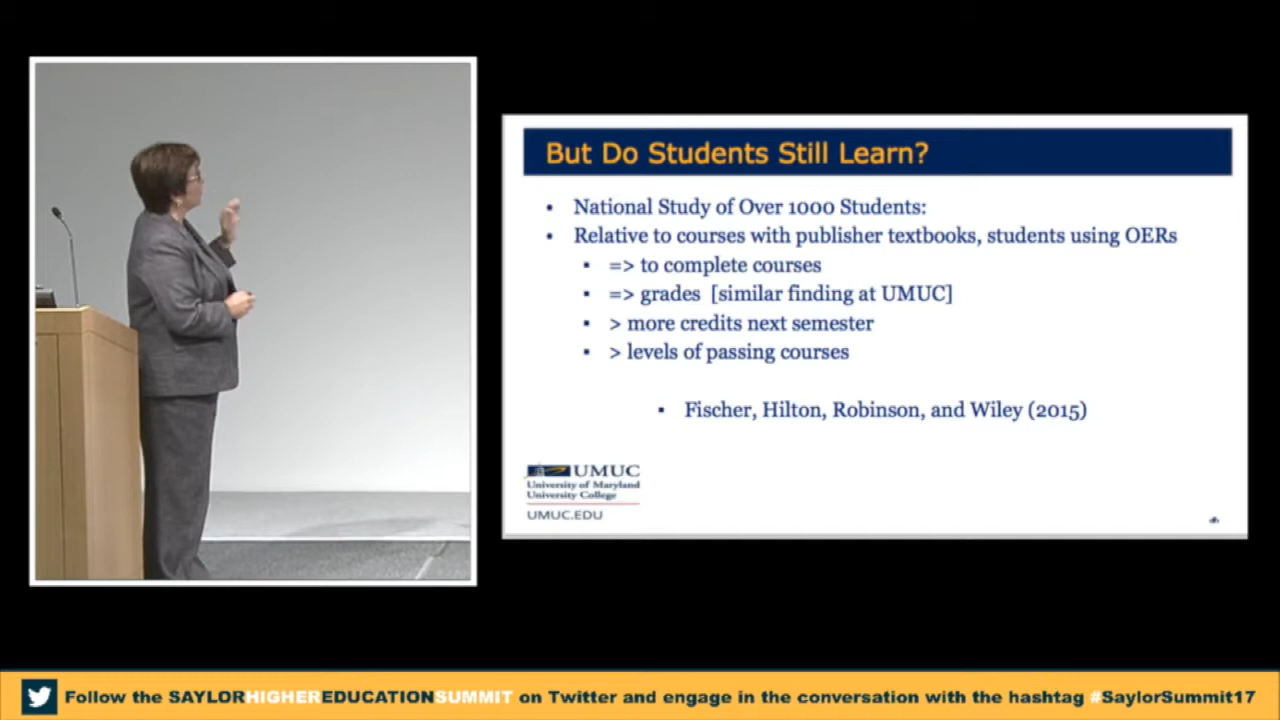 But Do Students Still Learn?
• National Study of Over 1000 Students:
• Relative to courses with publisher textbooks, students using OERs
▪ => to complete courses
▪ => grades [similar finding at UMUC]
▪ > more credits next semester
▪ > levels of passing courses
▪ Fischer, Hilton, Robinson, and Wiley (2015)
UMUC
University of Maryland
University College
UMUC.EDU
Follow the SAYLORHIGHEREDUCATIONSUMMIT on Twitter and engage in the conversation with the hashtag #SaylorSummit17